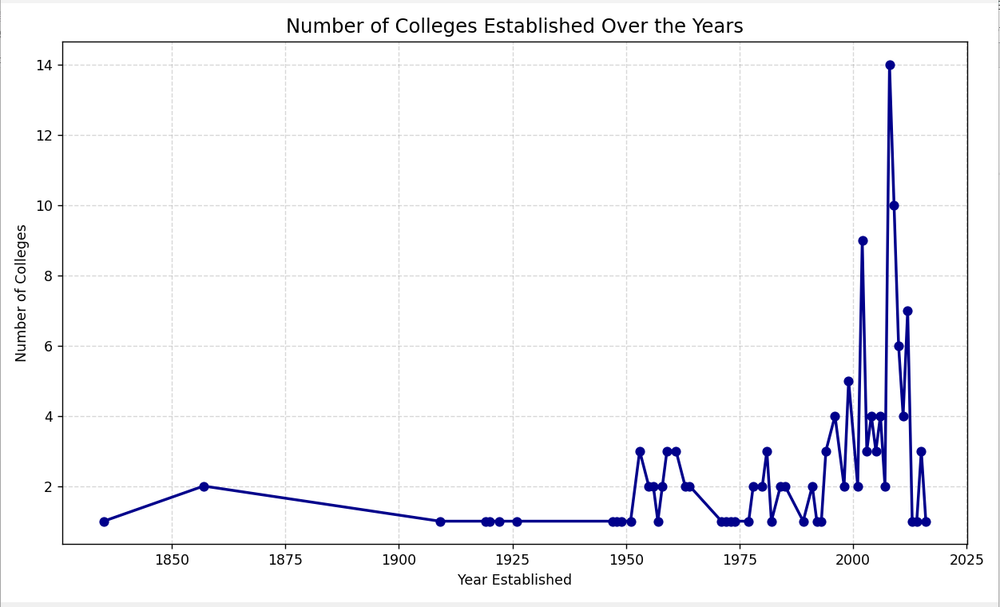 Number of Colleges Established Over the Years
14
12
10
8
6
4
2
Number of Colleges
1850 1875 1900 1925 1950 1975 2000 2025
Year Established